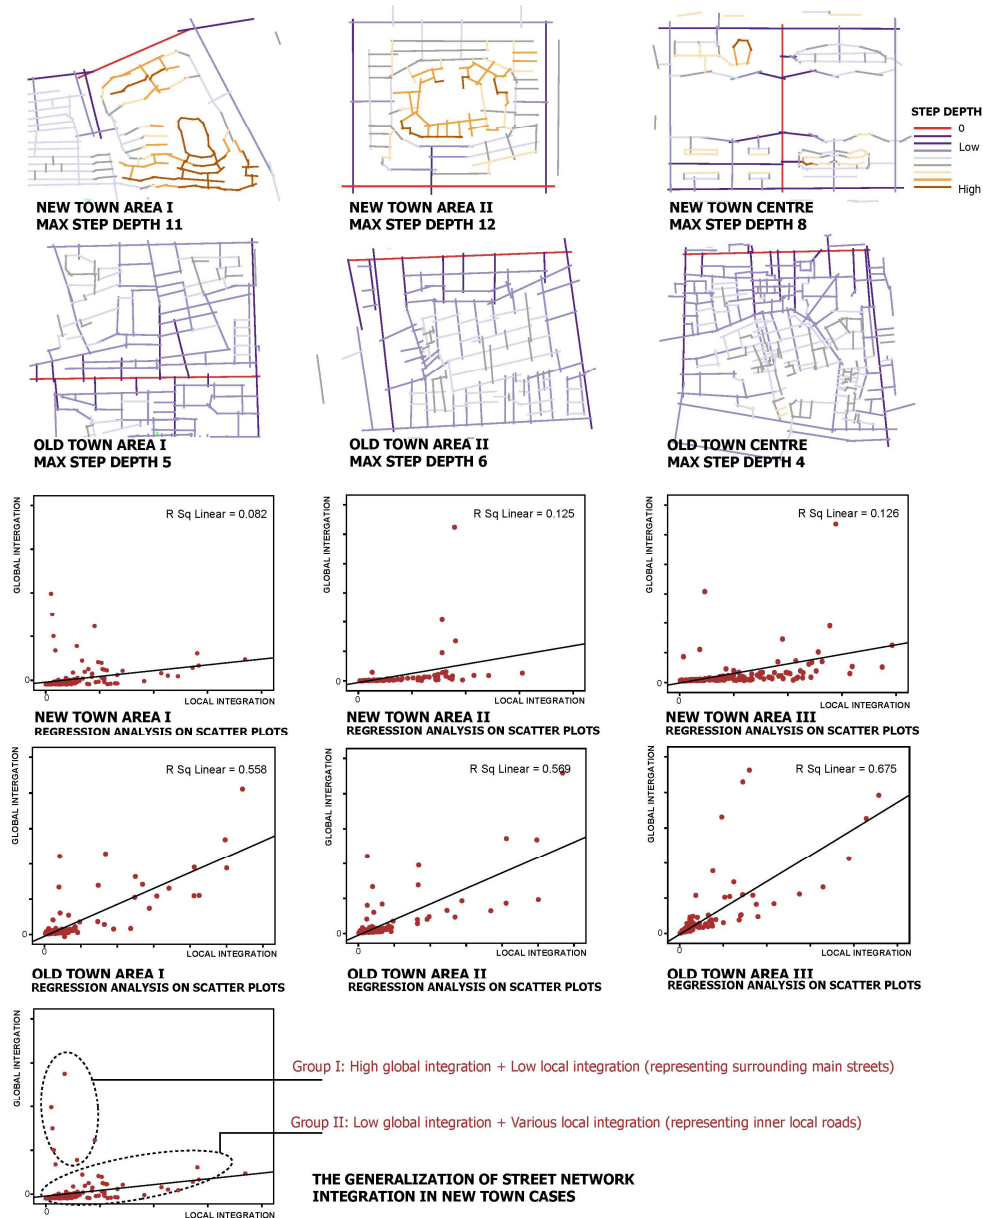 STEP DEPTH
0
Low
High
NEW TOWN AREA I
MAX STEP DEPTH 11
NEW TOWN AREA II
MAX STEP DEPTH 12
NEW TOWN CENTRE
MAX STEP DEPTH 8
OLD TOWN AREA I
MAX STEP DEPTH 5
OLD TOWN AREA II
MAX STEP DEPTH 6
OLD TOWN CENTRE
MAX STEP DEPTH 4
GLOBAL INTERGATION
R Sq Linear = 0.082
0
0
LOCAL INTEGRATION
NEW TOWN AREA I
REGRESSION ANALYSIS ON SCATTER PLOTS
GLOBAL INTERGATION
R Sq Linear = 0.125
0
0
LOCAL INTEGRATION
NEW TOWN AREA II
REGRESSION ANALYSIS ON SCATTER PLOTS
GLOBAL INTERGATION
R Sq Linear = 0.126
0
0
LOCAL INTEGRATION
NEW TOWN AREA III
REGRESSION ANALYSIS ON SCATTER PLOTS
GLOBAL INTERGATION
R Sq Linear = 0.558
0
0
LOCAL INTEGRATION
OLD TOWN AREA I
REGRESSION ANALYSIS ON SCATTER PLOTS
GLOBAL INTERGATION
R Sq Linear = 0.569
0
0
LOCAL INTEGRATION
OLD TOWN AREA II
REGRESSION ANALYSIS ON SCATTER PLOTS
GLOBAL INTERGATION
R Sq Linear = 0.675
0
0
LOCAL INTEGRATION
OLD TOWN AREA III
REGRESSION ANALYSIS ON SCATTER PLOTS
GLOBAL INTERGATION
0
0
LOCAL INTEGRATION
Group I: High global integration + Low local integration (representing surrounding main streets)
Group II: Low global integration + Various local integration (representing inner local roads)
THE GENERALIZATION OF STREET NETWORK
INTEGRATION IN NEW TOWN CASES